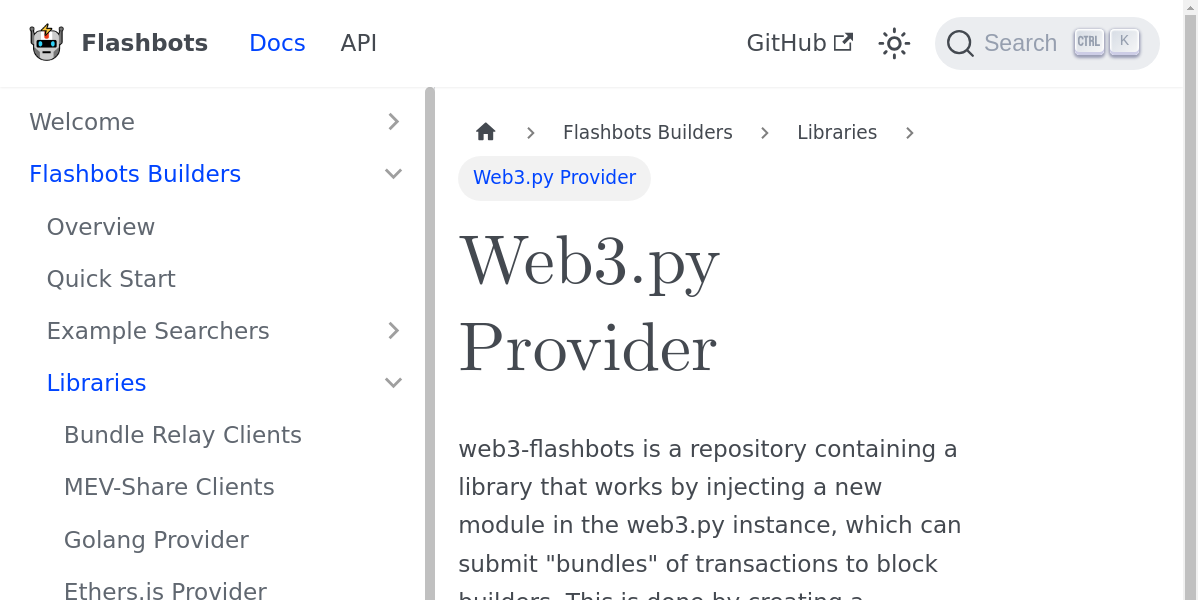 Flashbots
Docs
API
GitHub
Search
CTRL
K
Welcome
Flashbots Builders
Overview
Quick Start
Example Searchers
Libraries
Bundle Relay Clients
MEV-Share Clients
Golang Provider
Ethers.js Provider
Flashbots Builders
Libraries
Web3.py Provider
Web3.py
Provider
web3-flashbots is a repository containing a
library that works by injecting a new
module in the web3.py instance, which can
submit "bundles" of transactions to block
builders. This is done by creating a